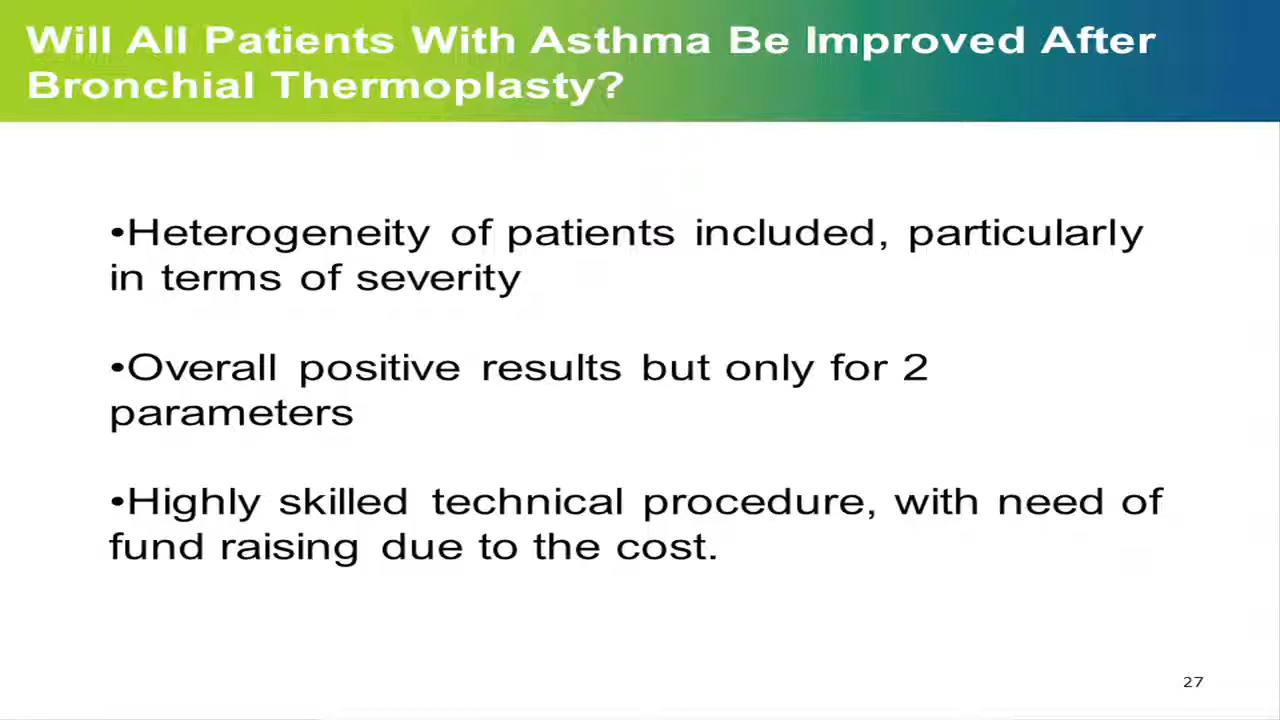 Will All Patients With Asthma Be Improved After
Bronchial Thermoplasty?
•Heterogeneity of patients included, particularly
in terms of severity
•Overall positive results but only for 2
parameters
•Highly skilled technical procedure, with need of
fund raising due to the cost.
27